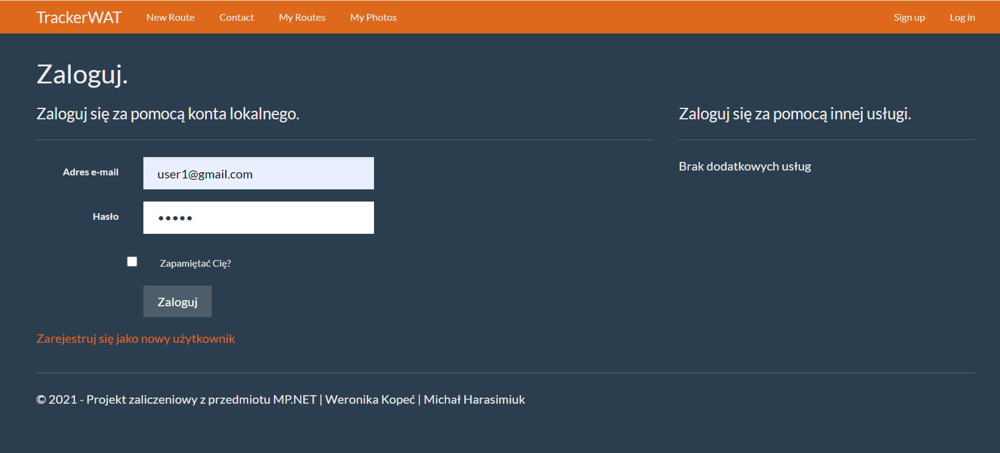 TrackerWAT New Route Contact My Routes My Photos Sign up Log in
Zaloguj.
Zaloguj się za pomocą konta lokalnego.
Adres e-mail user1@gmail.com
Hasło •••••
Zapamiętać Cię?
Zaloguj
Zarejestruj się jako nowy użytkownik
Zaloguj się za pomocą innej usługi.
Brak dodatkowych usług
© 2021 - Projekt zaliczeniowy z przedmiotu MP.NET | Weronika Kopeć | Michał Harasimiuk